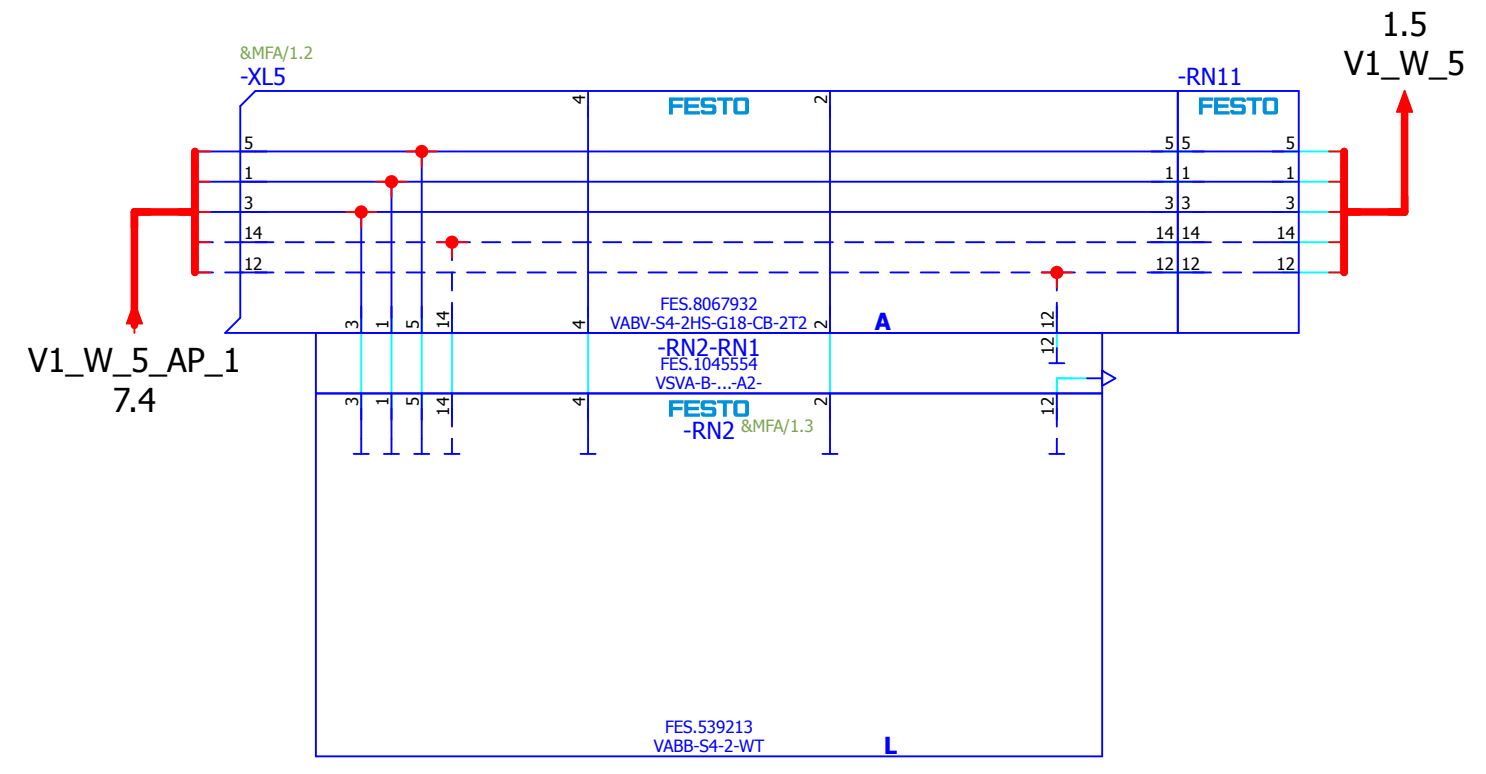 1.5
V1_W_5
&MFA/1.2
-XL5
-RN11
4
FESTO
2
FESTO
5
5 5
5
1
1 1
1
3
3 3
3
14
14 14
14
12
12 12
12
FES.8067932
VABV-S4-2HS-G18-CB-2T2
A
3
1
5
14
4
2
12
V1_W_5_AP_1
7.4
-RN2-RN1
FES.1045554
VSVA-B-...-A2-
12
3
1
5
14
4
FESTO
2
12
-RN2
&MFA/1.3
FES.539213
VABB-S4-2-WT
L